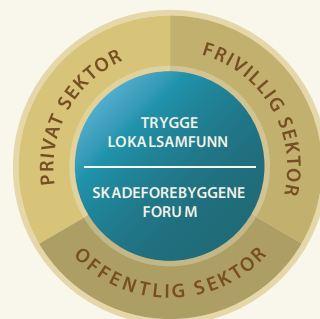 PRIVAT SEKTOR
FRIVILLIG SEKTOR
TRYGGE
LOKALSAMFUNN
SKADEFOREBYGGENE
FORUM
OFFENTLIG SEKTOR